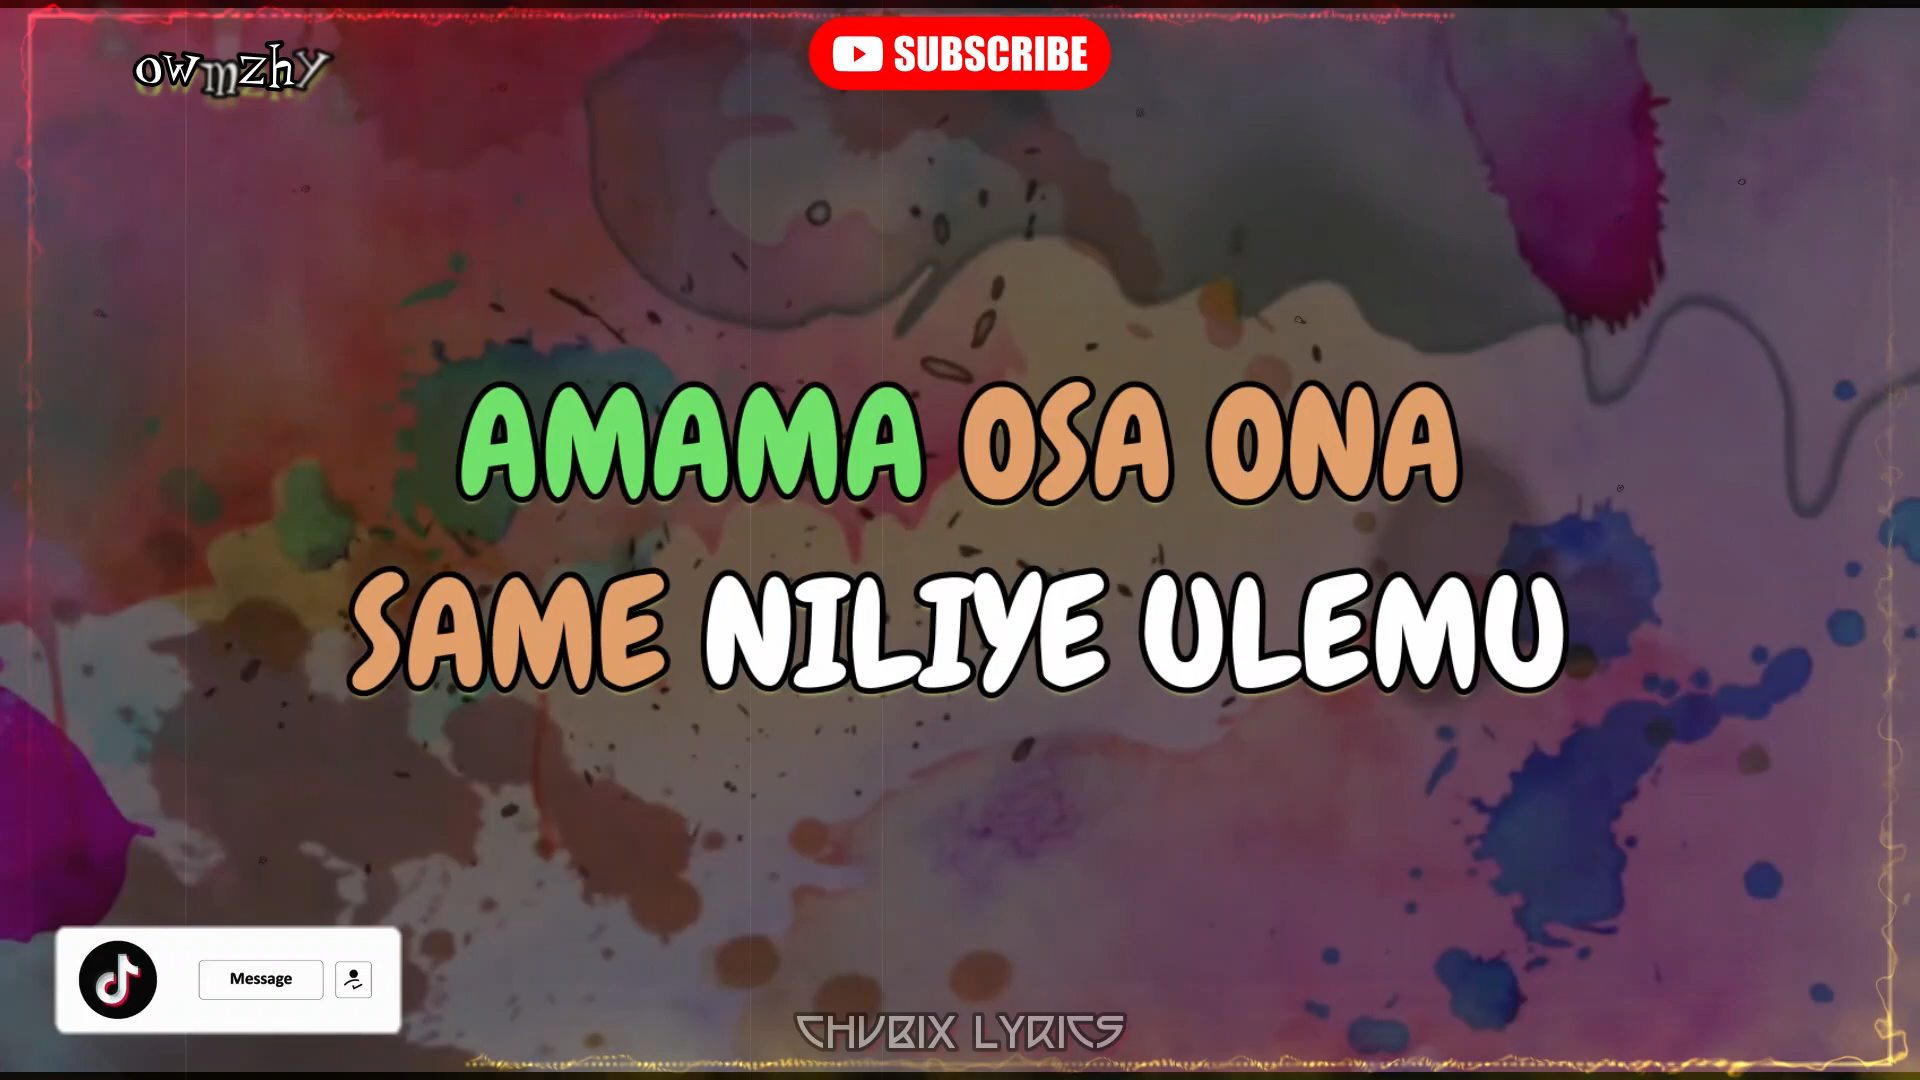 owmzhy
SUBSCRIBE
AMAMA OSA ONA
SAME NILIYE ULEMU
Message
CHVBIX LYRICS